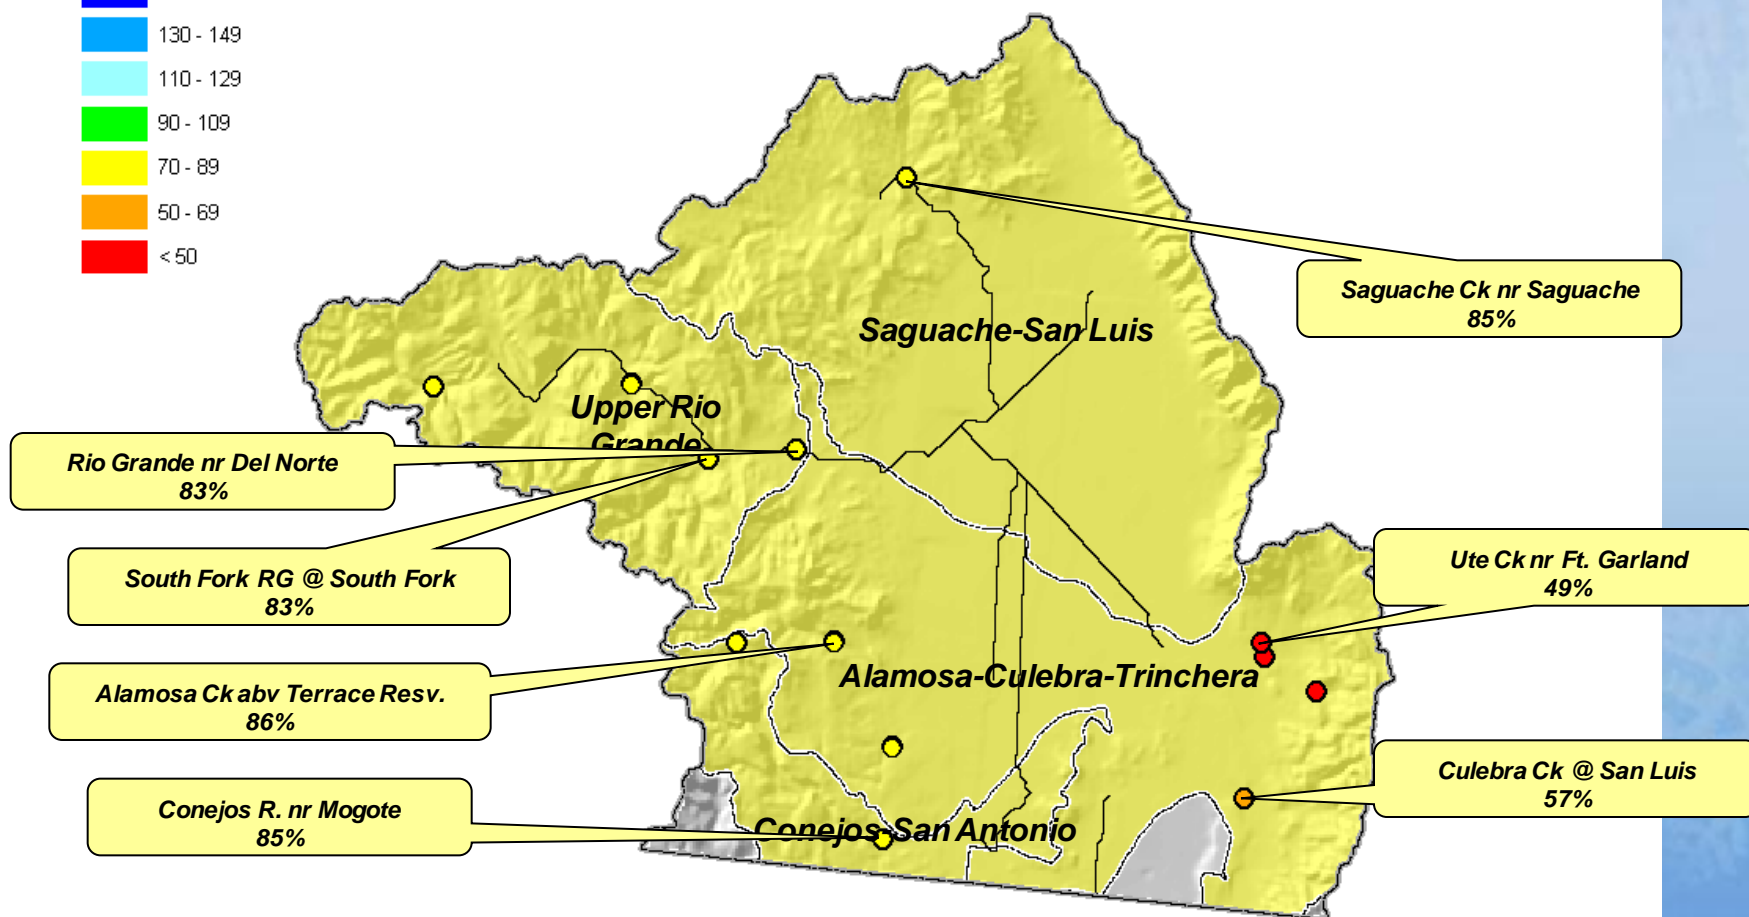 130 - 149
110 - 129
90 - 109
70 - 89
50 - 69
< 50
Saguache Ck nr Saguache
85%
Saguache-San Luis
Upper Rio
Grande
Rio Grande nr Del Norte
83%
South Fork RG @ South Fork
83%
Ute Ck nr Ft. Garland
49%
Alamosa Ck abv Terrace Resv.
86%
Alamosa-Culebra-Trinchera
Culebra Ck @ San Luis
57%
Conejos R. nr Mogote
85%
Conejos-San Antonio